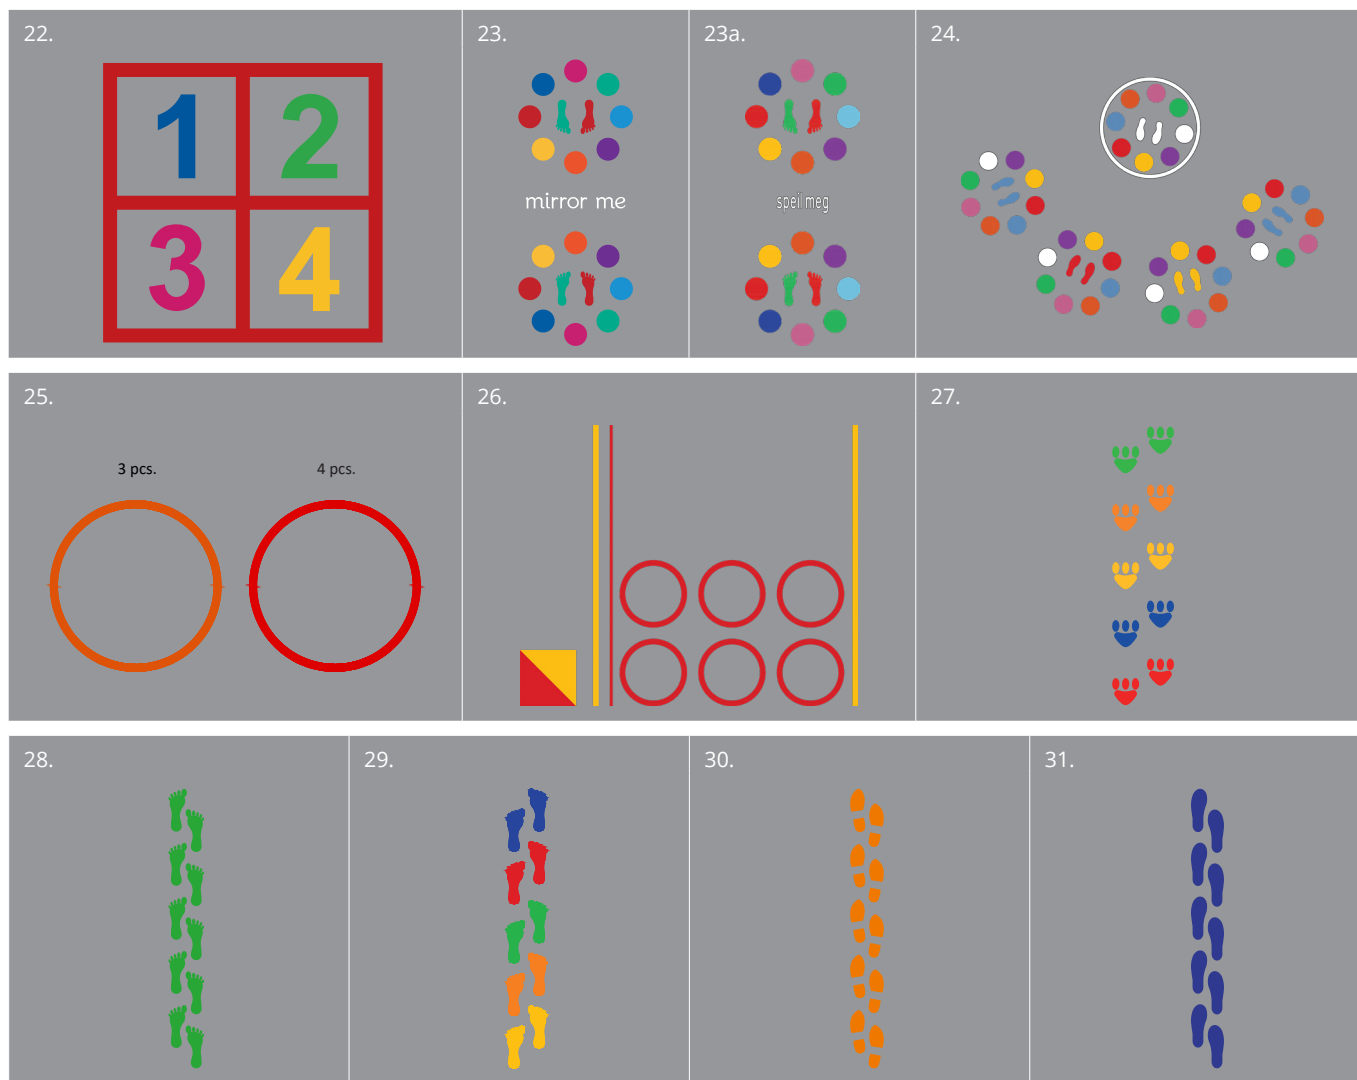 22.
23.
23a.
24.
1 2
3 4
mirror me
speil meg
25.
26.
27.
3 pcs.
4 pcs.
28.
29.
30.
31.